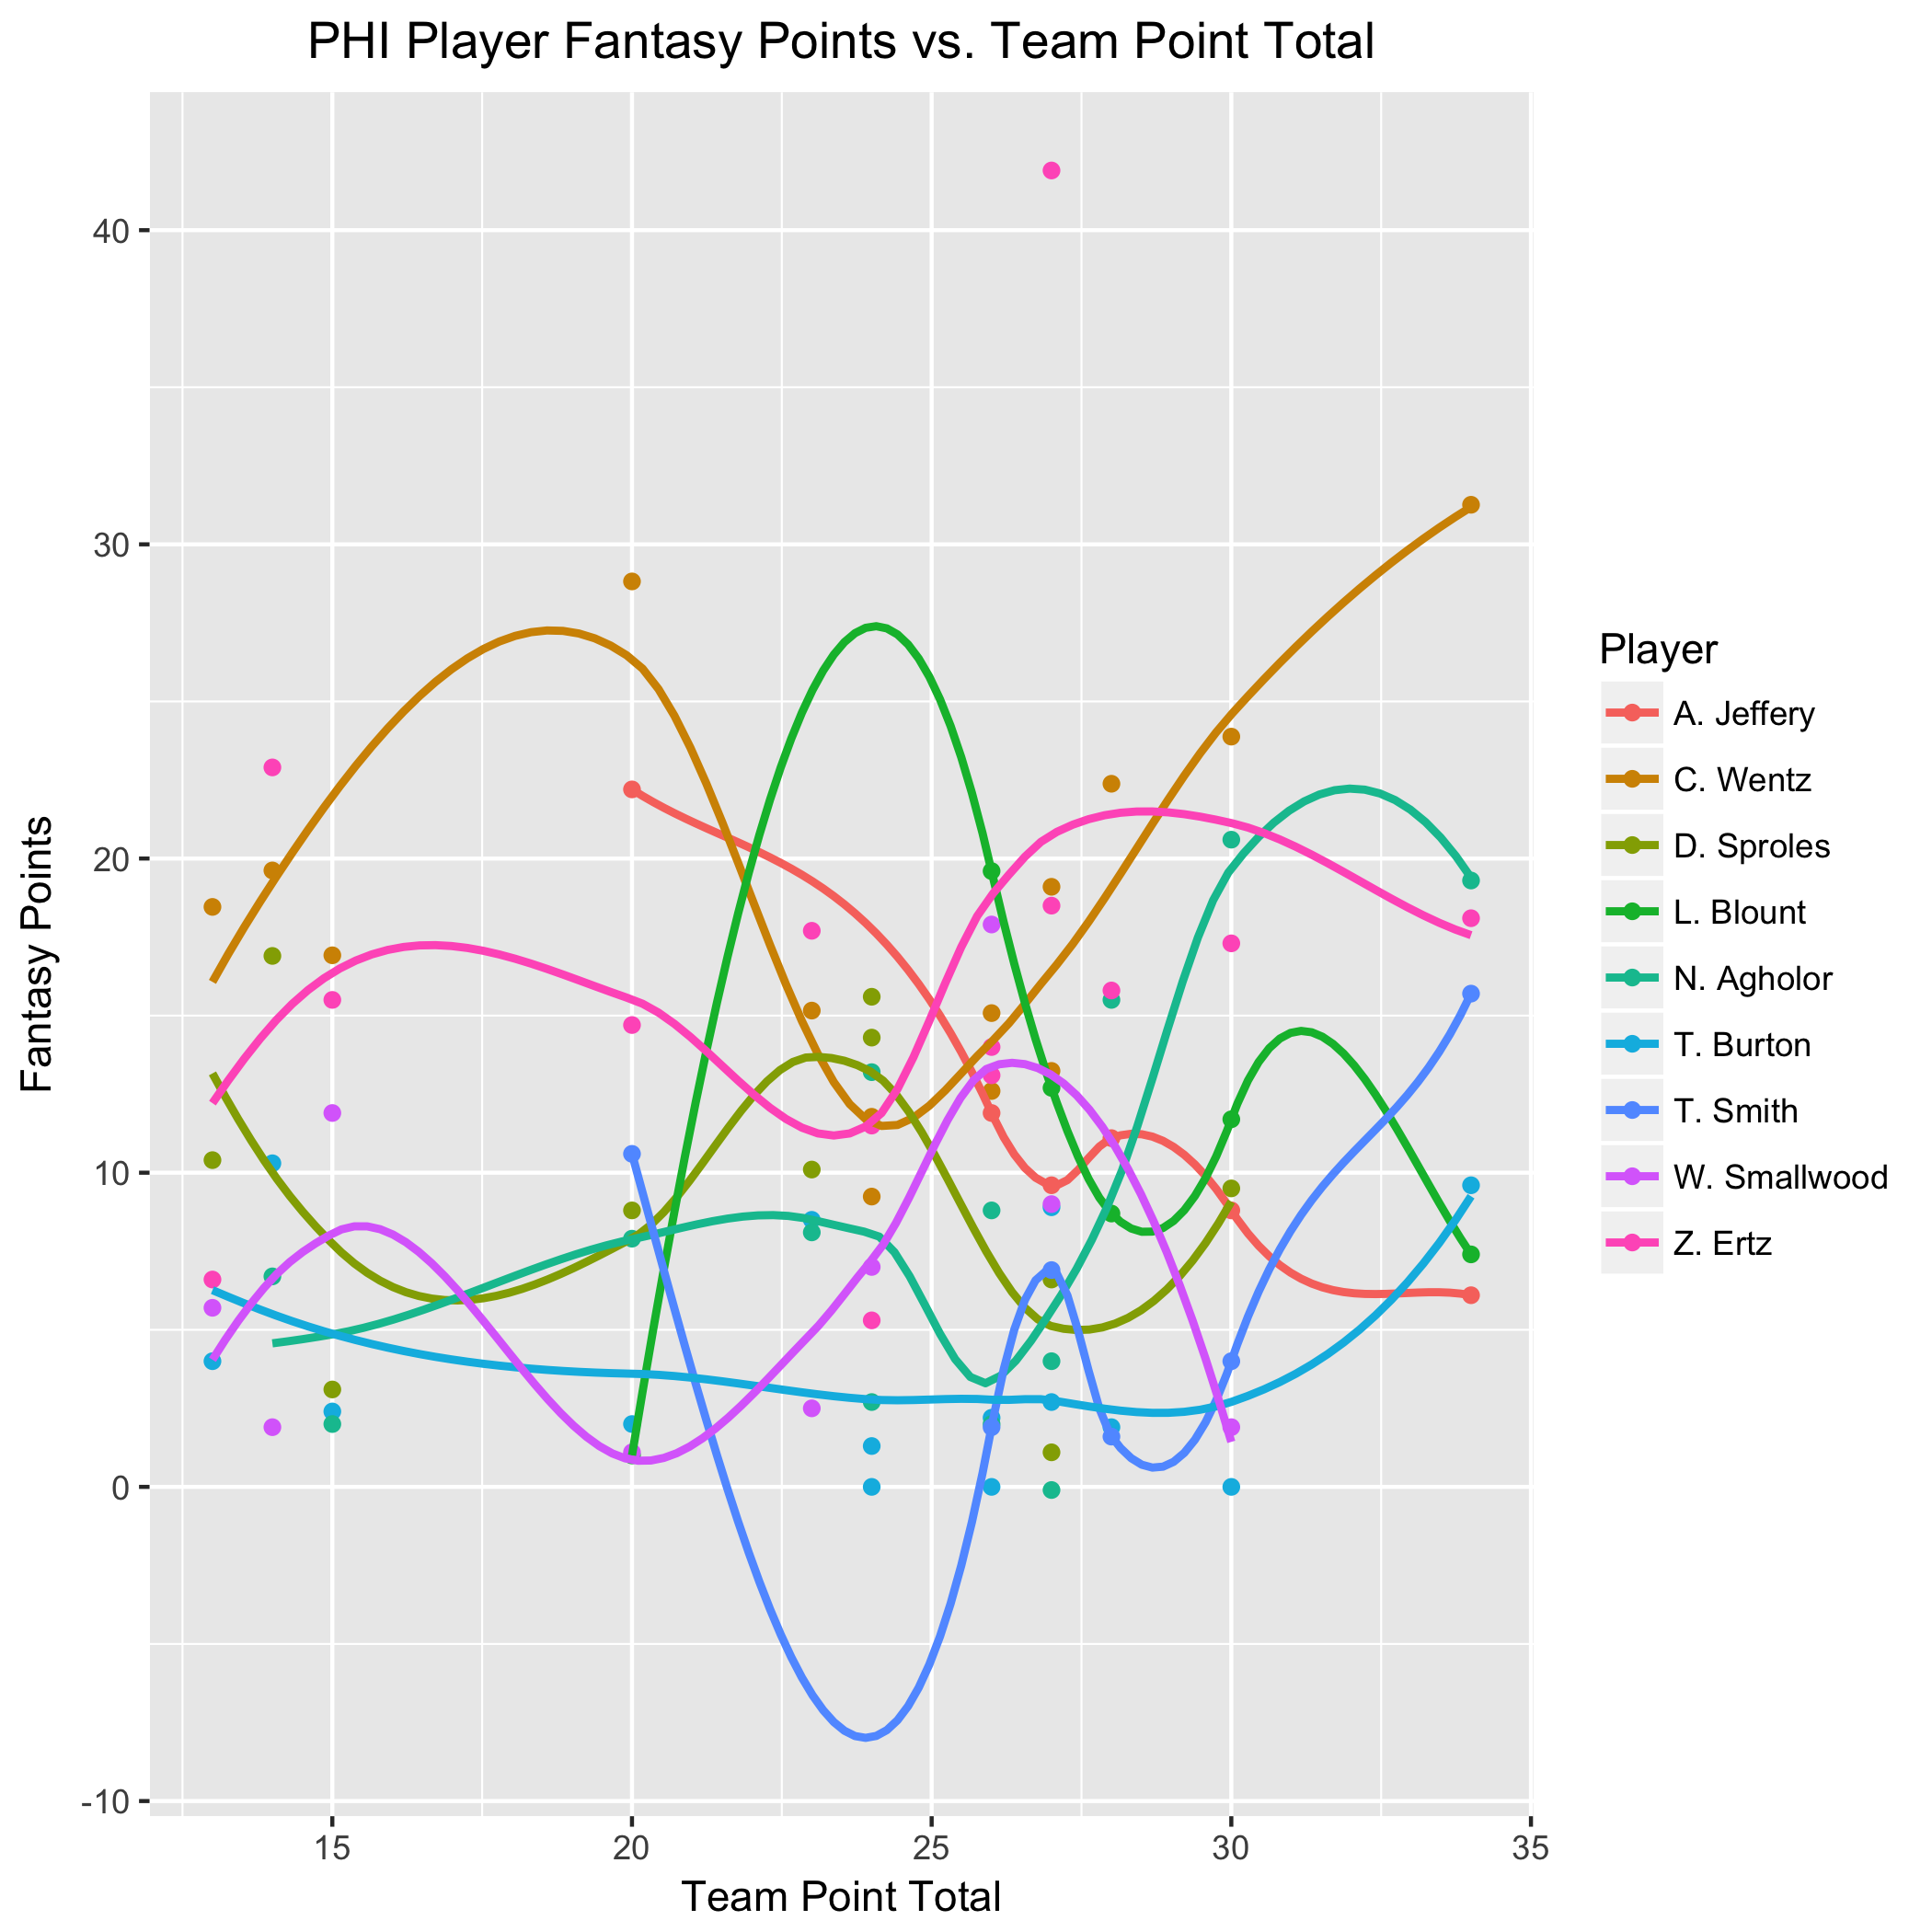 PHI Player Fantasy Points vs. Team Point Total
Fantasy Points
40
30
20
10
0
-10
15 20 25 30 35
Team Point Total
Player
A. Jeffery
C. Wentz
D. Sproles
L. Blount
N. Agholor
T. Burton
T. Smith
W. Smallwood
Z. Ertz